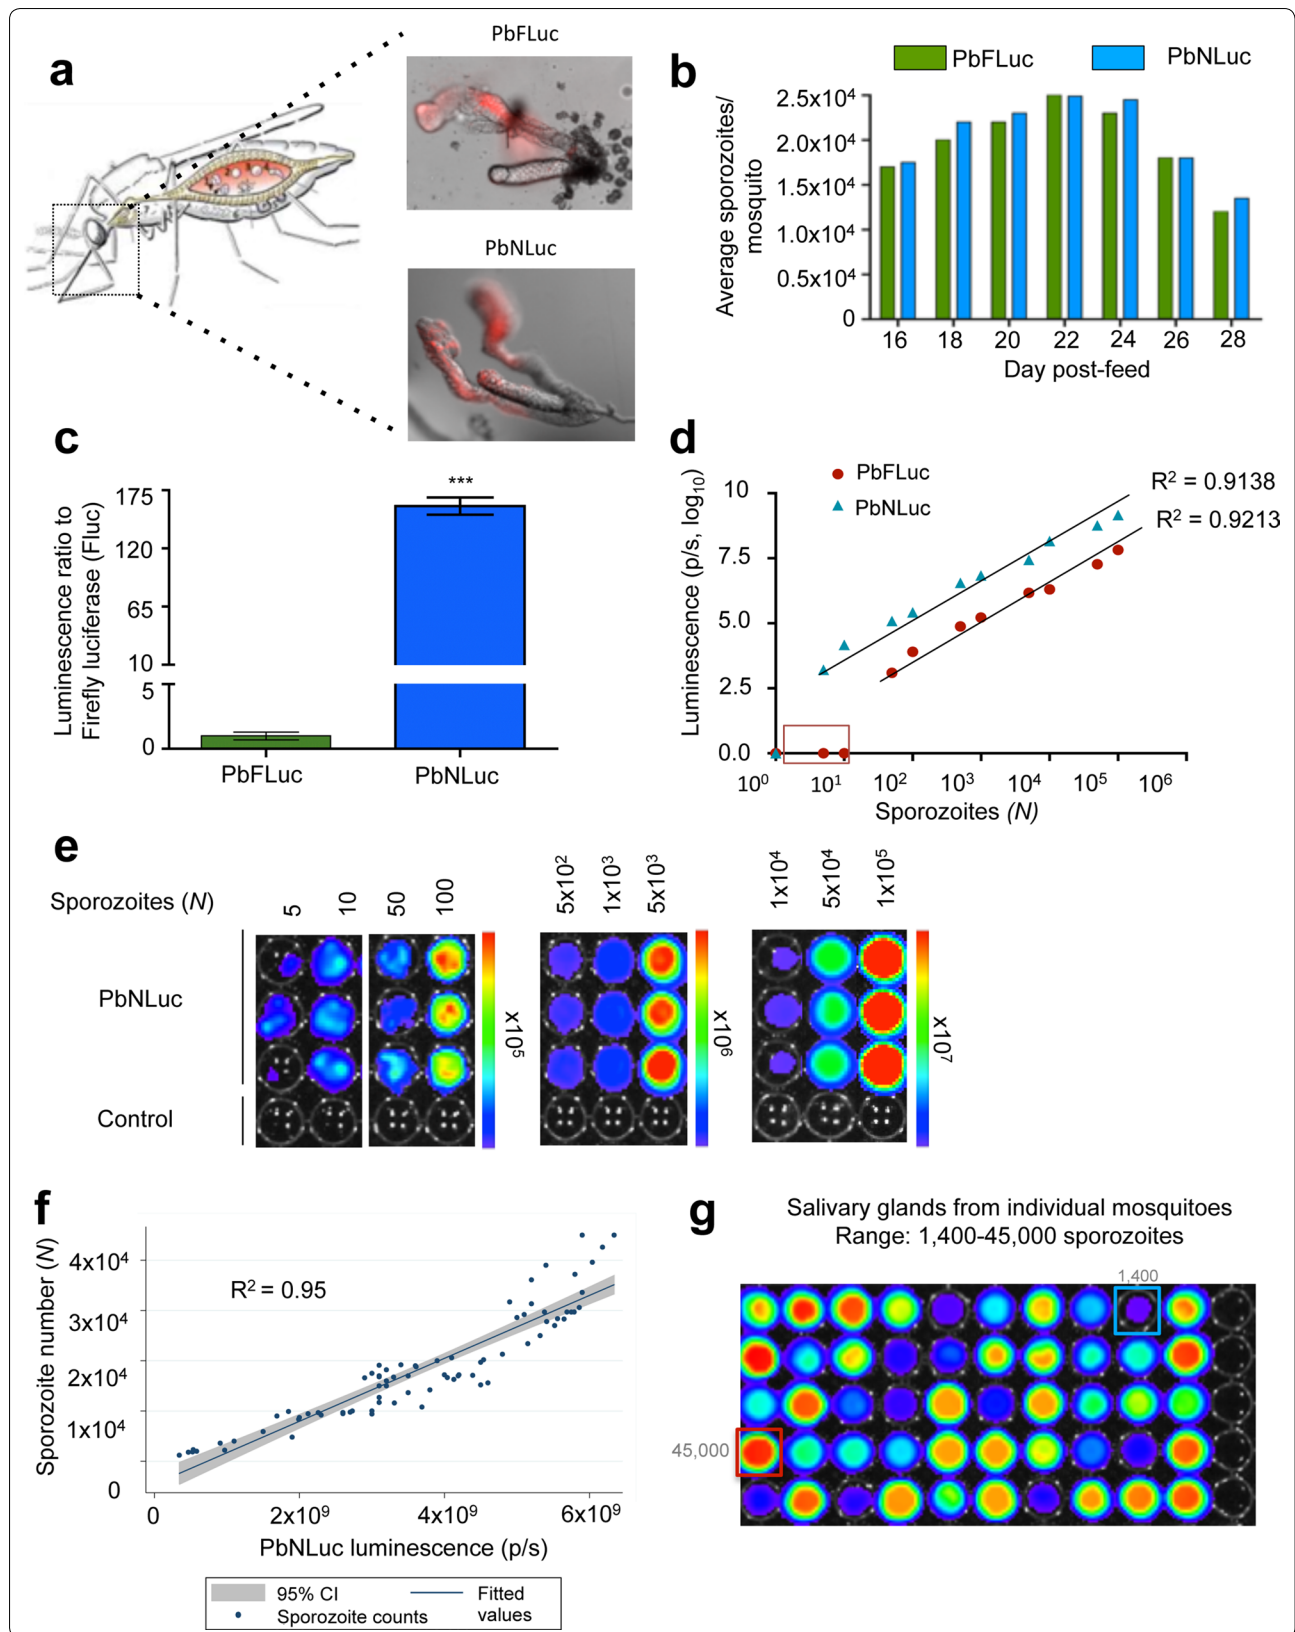 a
PbFLuc
PbNLuc
b
PbFLuc
PbNLuc
Average sporozoites/
mosquito
2.5x10⁴
2.0x10⁴
1.5x10⁴
1.0x10⁴
0.5x10⁴
0
16 18 20 22 24 26 28
Day post-feed
c
Luminescence ratio to
Firefly luciferase (Fluc)
175
120
65
10
5
0
***
PbFLuc PbNLuc
d
Luminescence (p/s, log₁₀)
PbFLuc
PbNLuc
R² = 0.9138
R² = 0.9213
10
7.5
5.0
2.5
0.0
10⁰ 10¹ 10² 10³ 10⁴ 10⁵ 10⁶
Sporozoites (N)
e
Sporozoites (N)
5 10 50 100
5x10² 1x10³ 5x10³
1x10⁴ 5x10⁴ 1x10⁵
PbNLuc
Control
x10⁵
x10⁶
x10⁷
f
Sporozoite number (N)
4x10⁴
3x10⁴
2x10⁴
1x10⁴
0
R² = 0.95
0 2x10⁹ 4x10⁹ 6x10⁹
PbNLuc luminescence (p/s)
95% CI
Sporozoite counts
Fitted
values
g
Salivary glands from individual mosquitoes
Range: 1,400-45,000 sporozoites
1,400
45,000